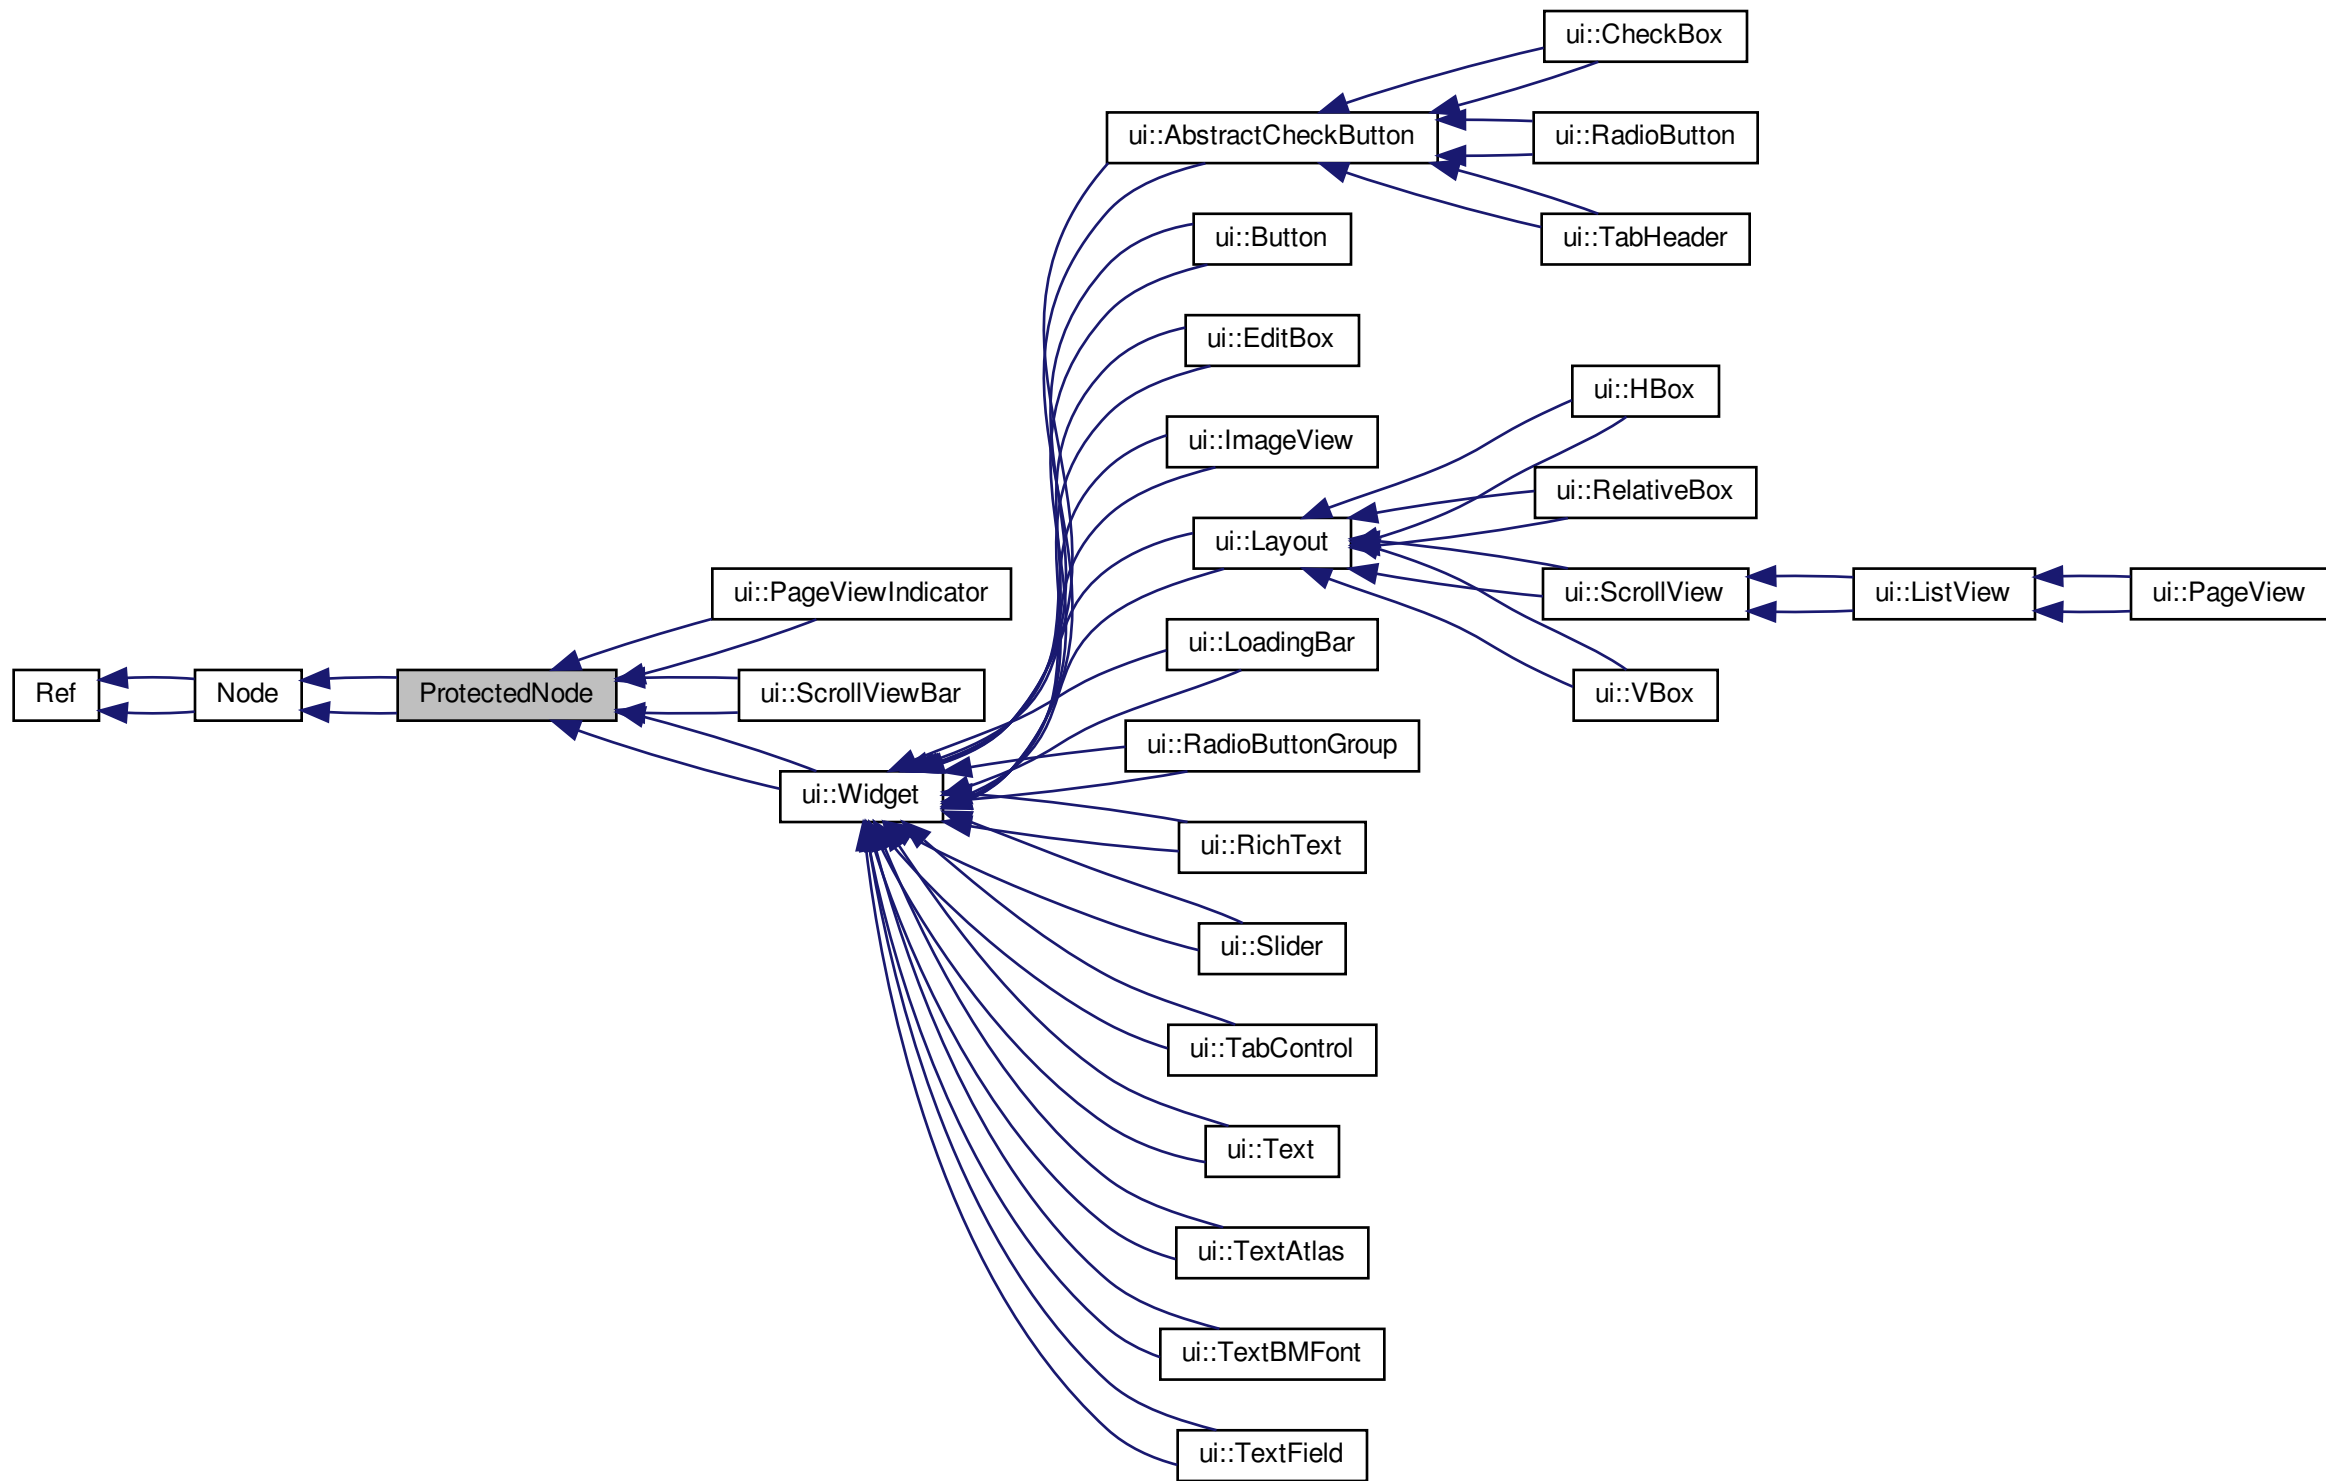 ui::CheckBox
ui::AbstractCheckButton
ui::RadioButton
ui::Button
ui::TabHeader
ui::EditBox
ui::HBox
ui::ImageView
ui::RelativeBox
ui::Layout
ui::PageViewIndicator
ui::ScrollView
ui::ListView
ui::PageView
ui::LoadingBar
Ref
Node
ProtectedNode
ui::ScrollViewBar
ui::VBox
ui::RadioButtonGroup
ui::Widget
ui::RichText
ui::Slider
ui::TabControl
ui::Text
ui::TextAtlas
ui::TextBMFont
ui::TextField